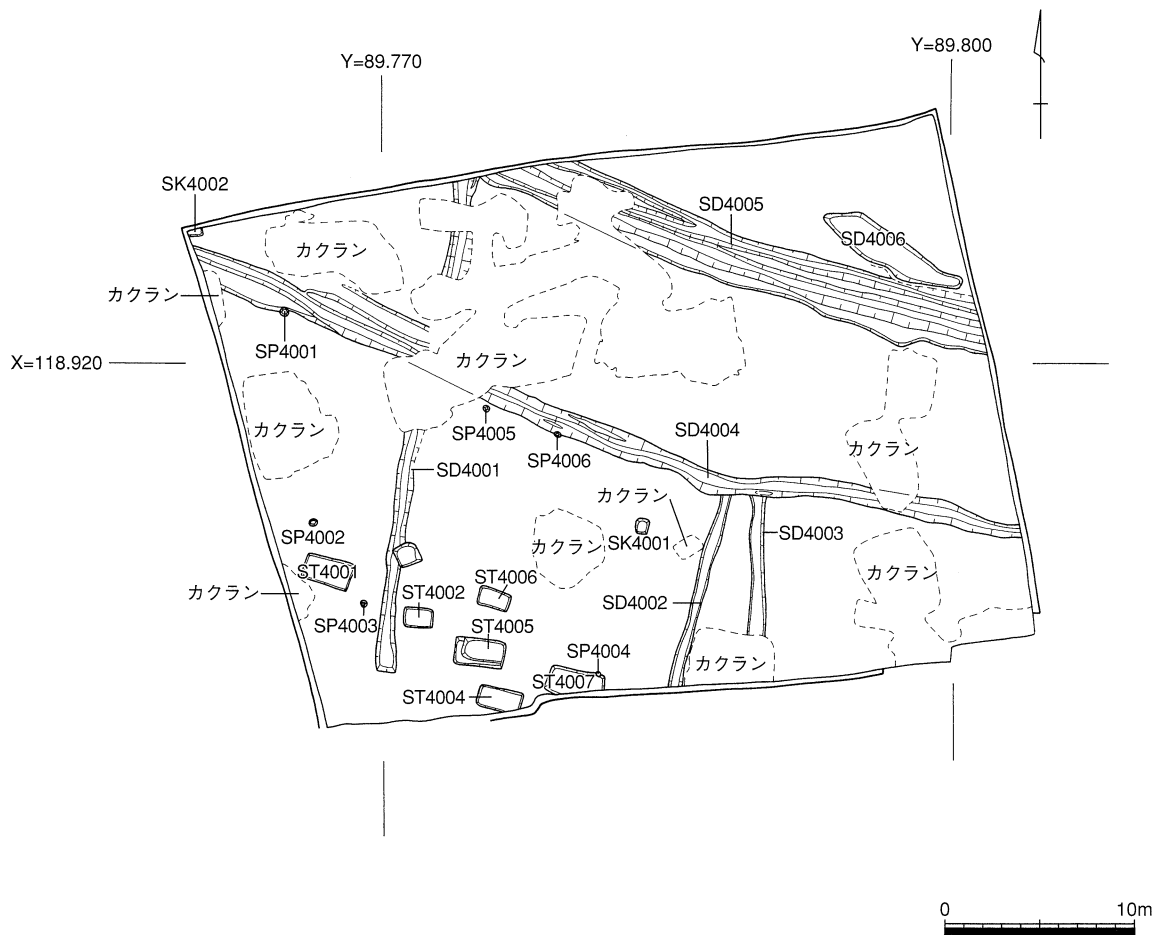 Y=89.800
Y=89.770
SK4002
SD4005
SD4006
カクラン
カクラン
SP4001
X=118.920
カクラン
カクラン
SP4005
SD4004
カクラン
SP4006
SD4001
カクラン
SP4002
SK4001
SD4003
カクラン
ST4001
カクラン
ST4006
カクラン
ST4002
SD4002
SP4003
ST4005
SP4004
カクラン
ST4007
ST4004
0
10m